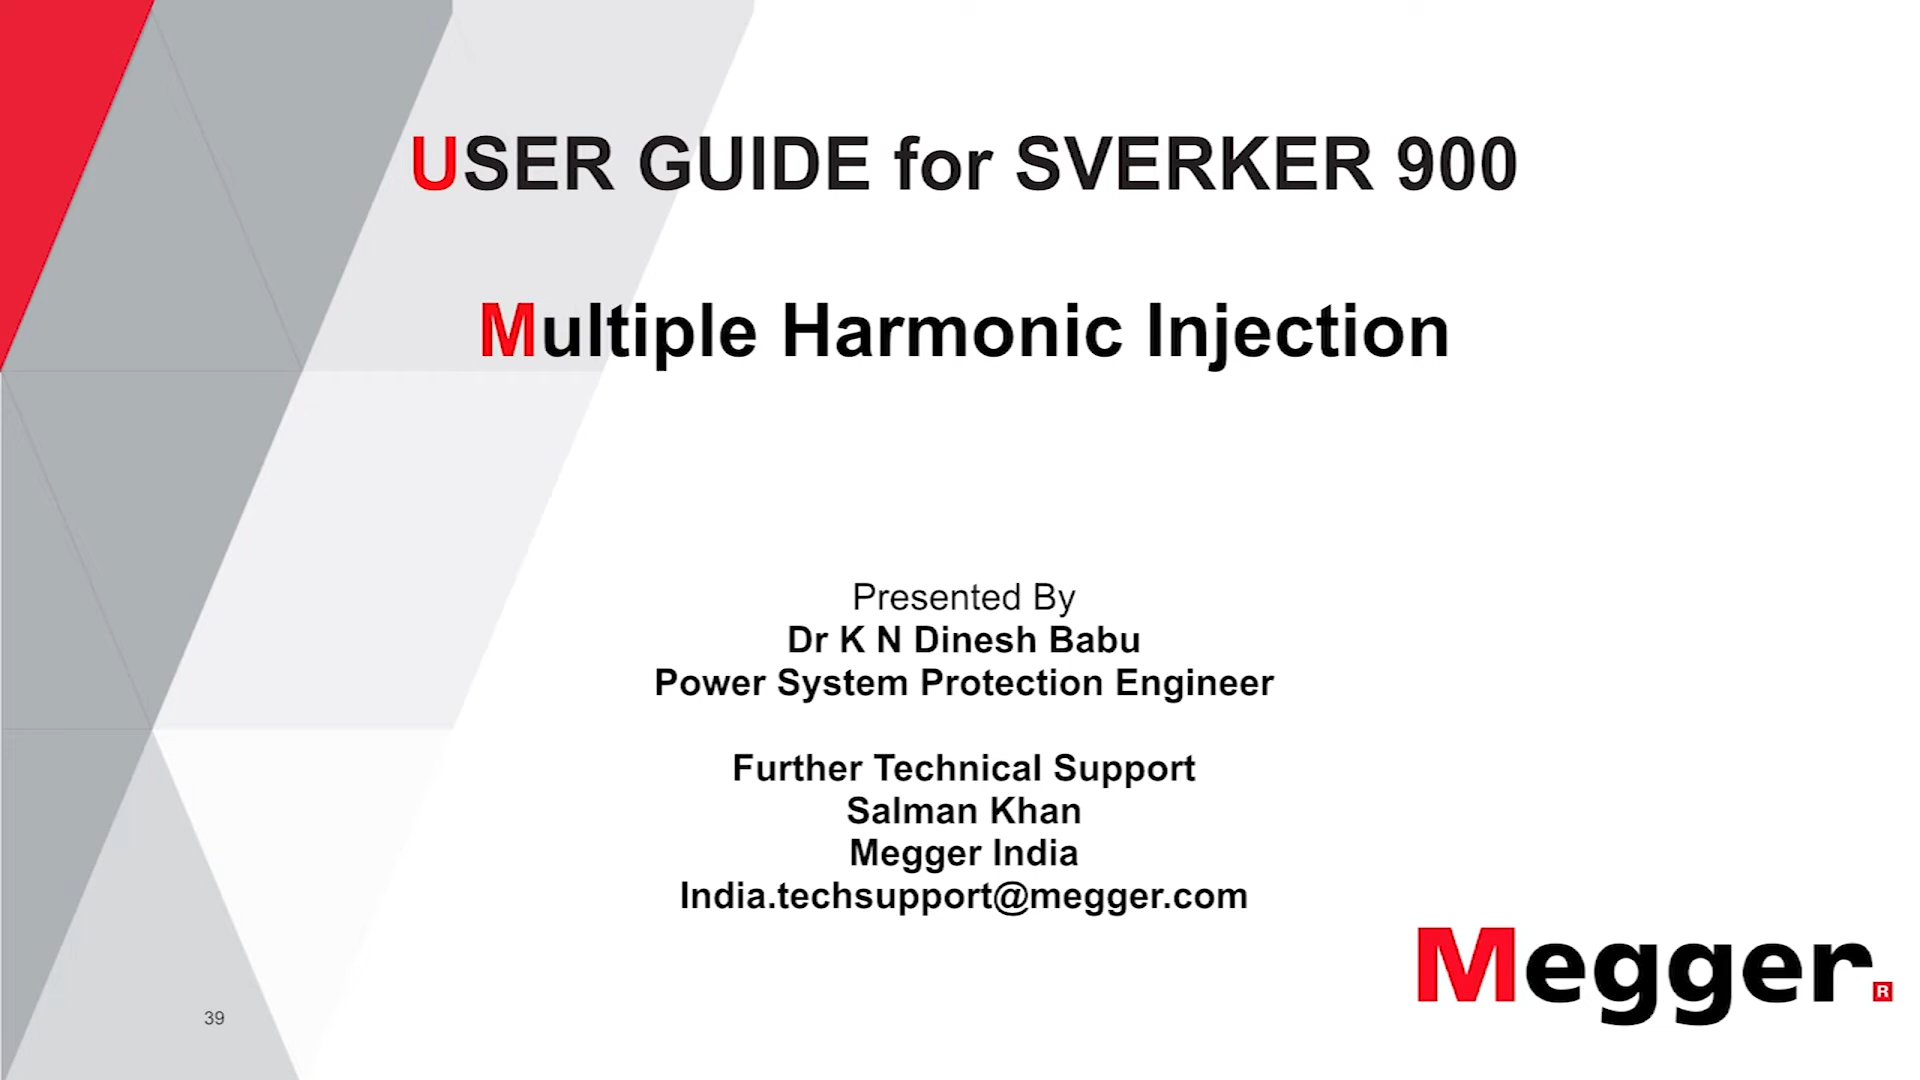 USER GUIDE for SVERKER 900
Multiple Harmonic Injection
Presented By
Dr K N Dinesh Babu
Power System Protection Engineer
Further Technical Support
Salman Khan
Megger India
India.techsupport@megger.com
Megger®
39